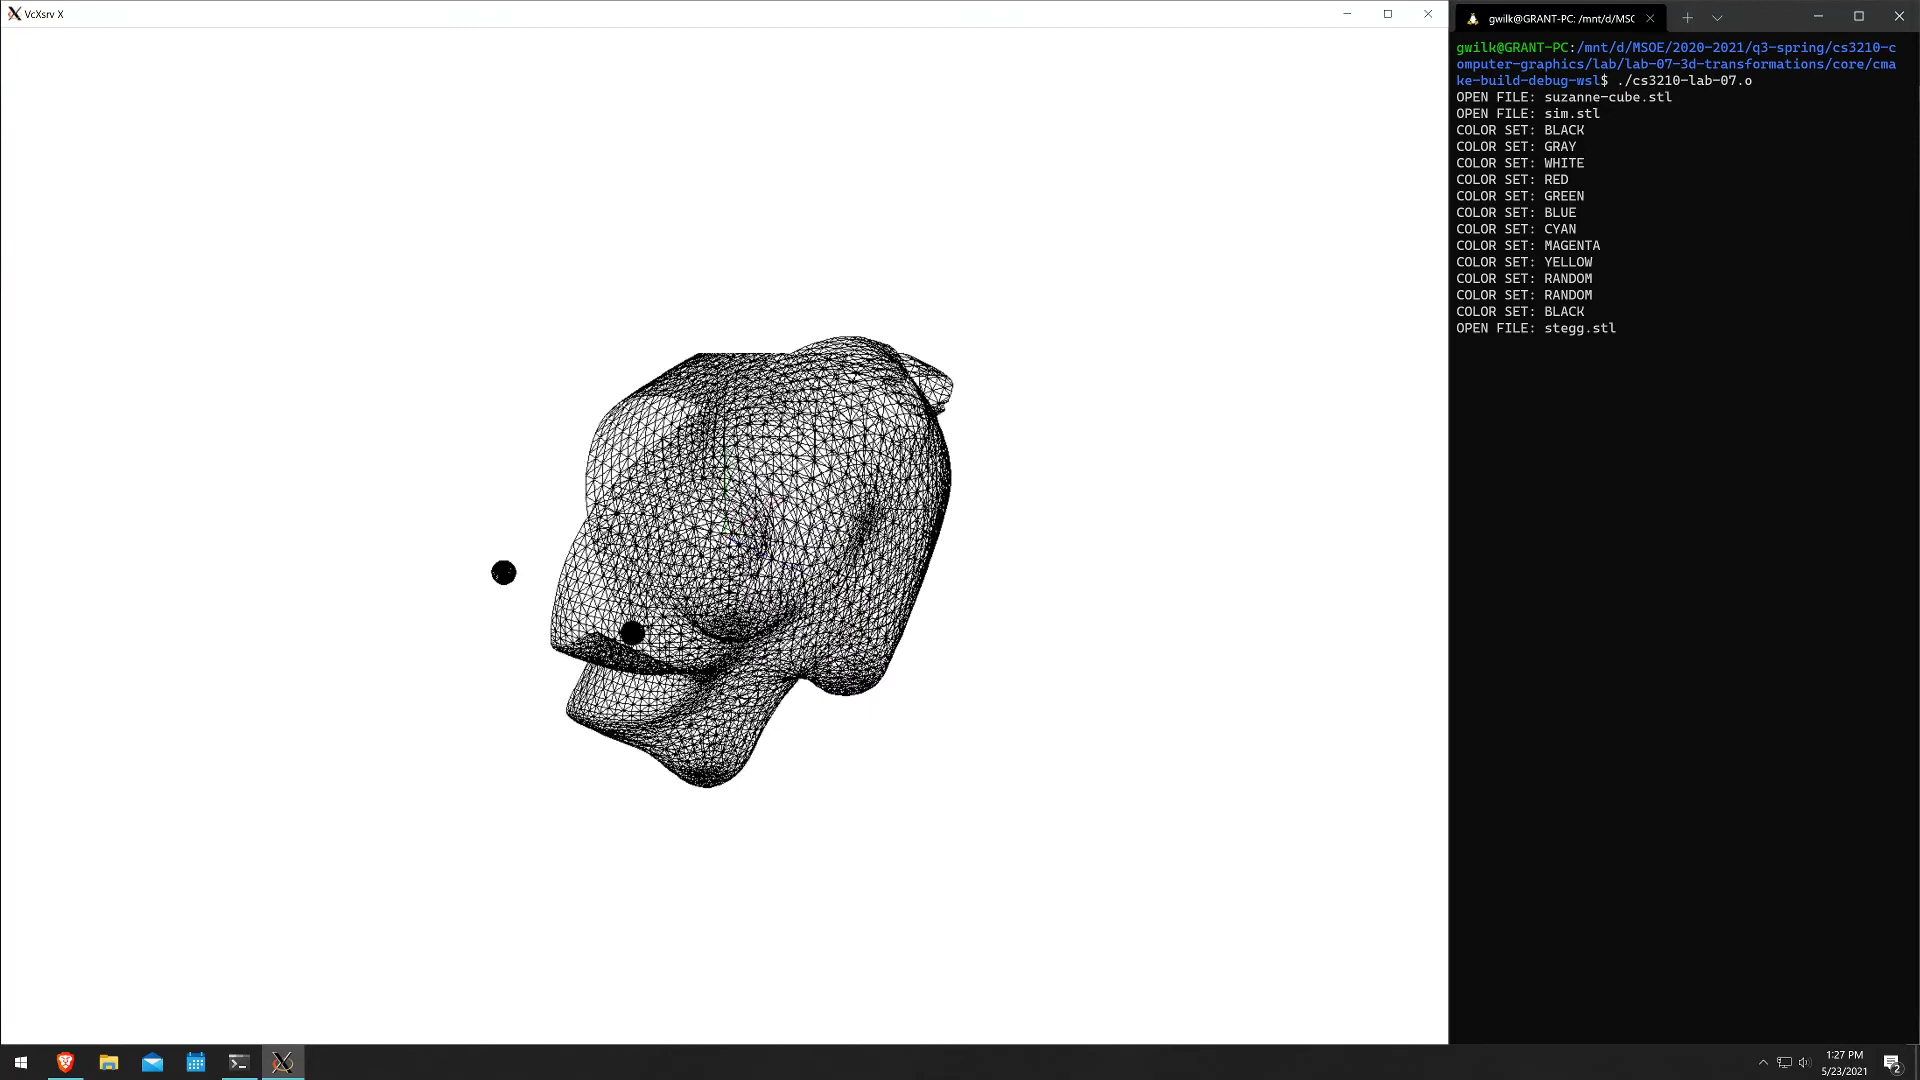 VcXsrv X
gwilk@GRANT-PC: /mnt/d/MSC
gwilk@GRANT-PC:/mnt/d/MSOE/2020-2021/q3-spring/cs3210-c
omputer-graphics/lab/lab-07-3d-transformations/core/cma
ke-build-debug-wsl$ ./cs3210-lab-07.o
OPEN FILE: suzanne-cube.stl
OPEN FILE: sim.stl
COLOR SET: BLACK
COLOR SET: GRAY
COLOR SET: WHITE
COLOR SET: RED
COLOR SET: GREEN
COLOR SET: BLUE
COLOR SET: CYAN
COLOR SET: MAGENTA
COLOR SET: YELLOW
COLOR SET: RANDOM
COLOR SET: RANDOM
COLOR SET: BLACK
OPEN FILE: stegg.stl
1:27 PM
5/23/2021
2